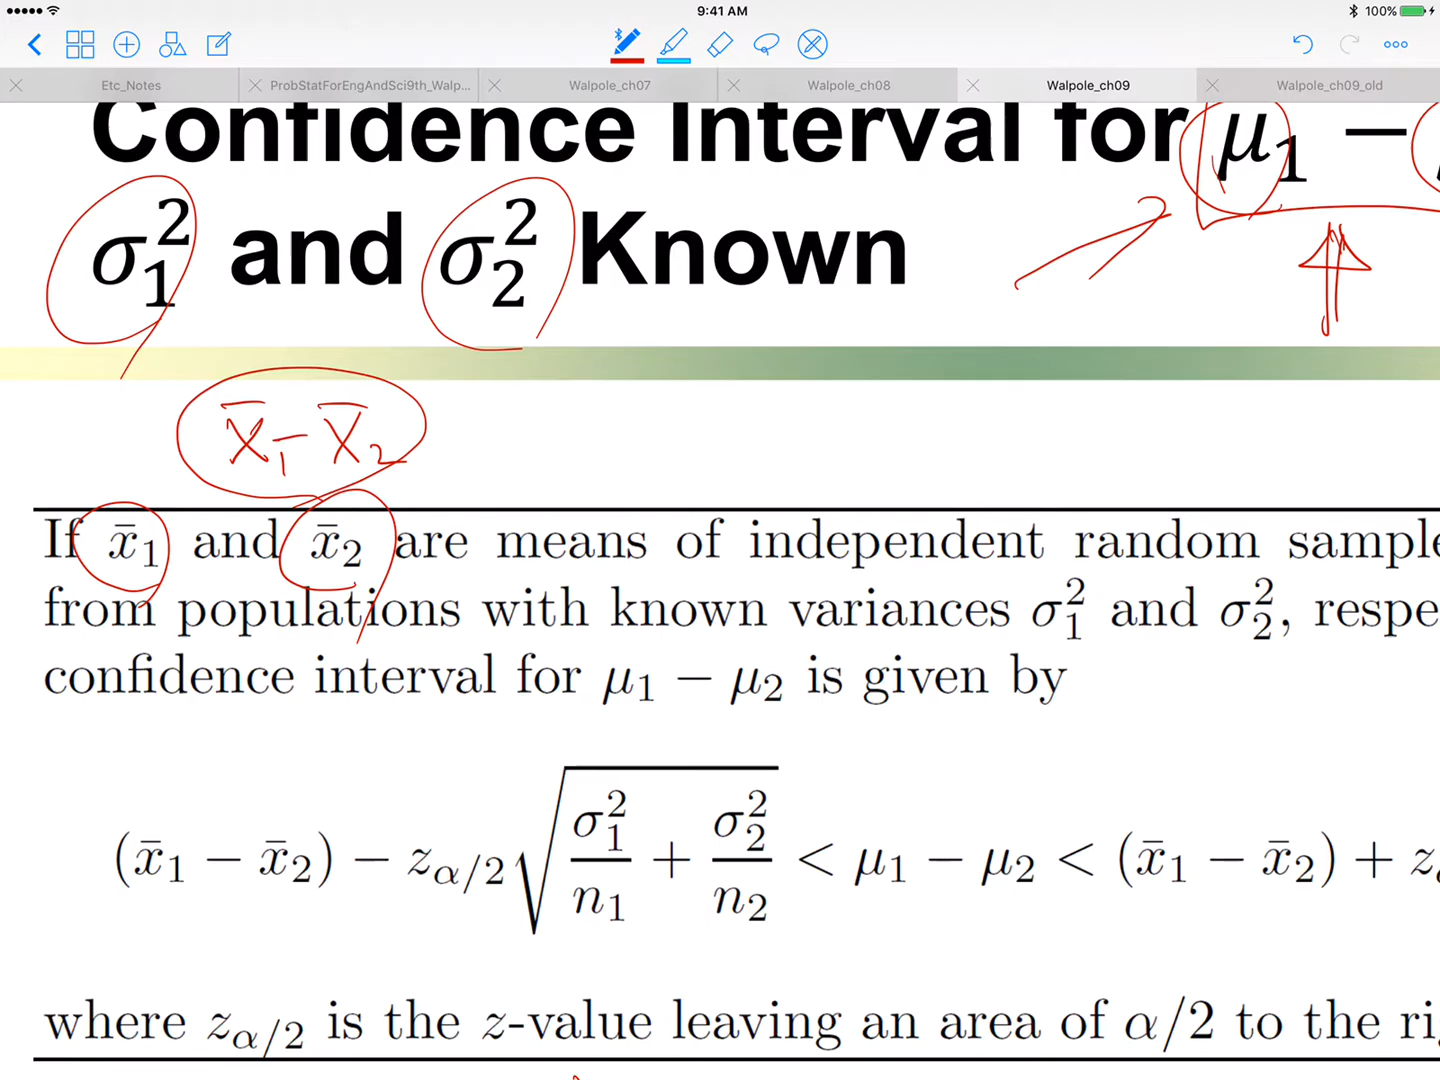 9:41 AM
100%
Etc_Notes
ProbStatForEngAndSci9th_Walp...
Walpole_ch07
Walpole_ch08
Walpole_ch09
Walpole_ch09_old
Confidence Interval for μ₁ −
σ₁² and σ₂² Known
x̄₁ − x̄₂
If x̄₁ and x̄₂ are means of independent random sample
from populations with known variances σ₁² and σ₂², respe
confidence interval for μ₁ − μ₂ is given by
(x̄₁ − x̄₂) − z_{α/2} √(σ₁²/n₁ + σ₂²/n₂) < μ₁ − μ₂ < (x̄₁ − x̄₂) + z
where z_{α/2} is the z-value leaving an area of α/2 to the ri